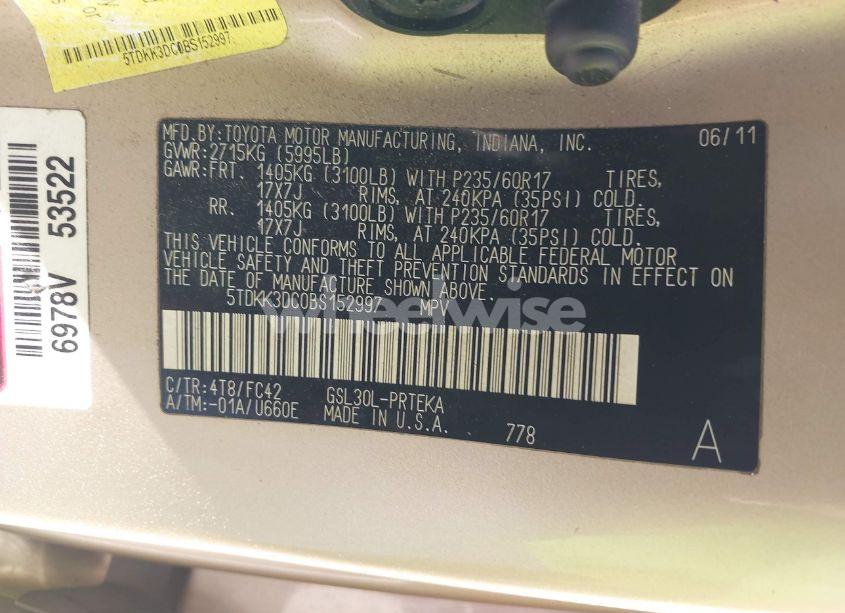 5TDKK3DC0BS152997
6978V 53522
MFD.BY:TOYOTA MOTOR MANUFACTURING, INDIANA, INC. 06/11
GVWR:2715KG (5995LB)
GAWR:FRT. 1405KG (3100LB) WITH P235/60R17 TIRES,
17X7J RIMS, AT 240KPA (35PSI) COLD.
RR. 1405KG (3100LB) WITH P235/60R17 TIRES,
17X7J RIMS, AT 240KPA (35PSI) COLD.
THIS VEHICLE CONFORMS TO ALL APPLICABLE FEDERAL MOTOR
VEHICLE SAFETY AND THEFT PREVENTION STANDARDS IN EFFECT ON
THE DATE OF MANUFACTURE SHOWN ABOVE.
5TDKK3DC0BS152997 MPV
wheelwise
C/TR:4T8/FC42 GSL30L-PRTEKA
A/TM:-01A/U660E MADE IN U.S.A. 778 A